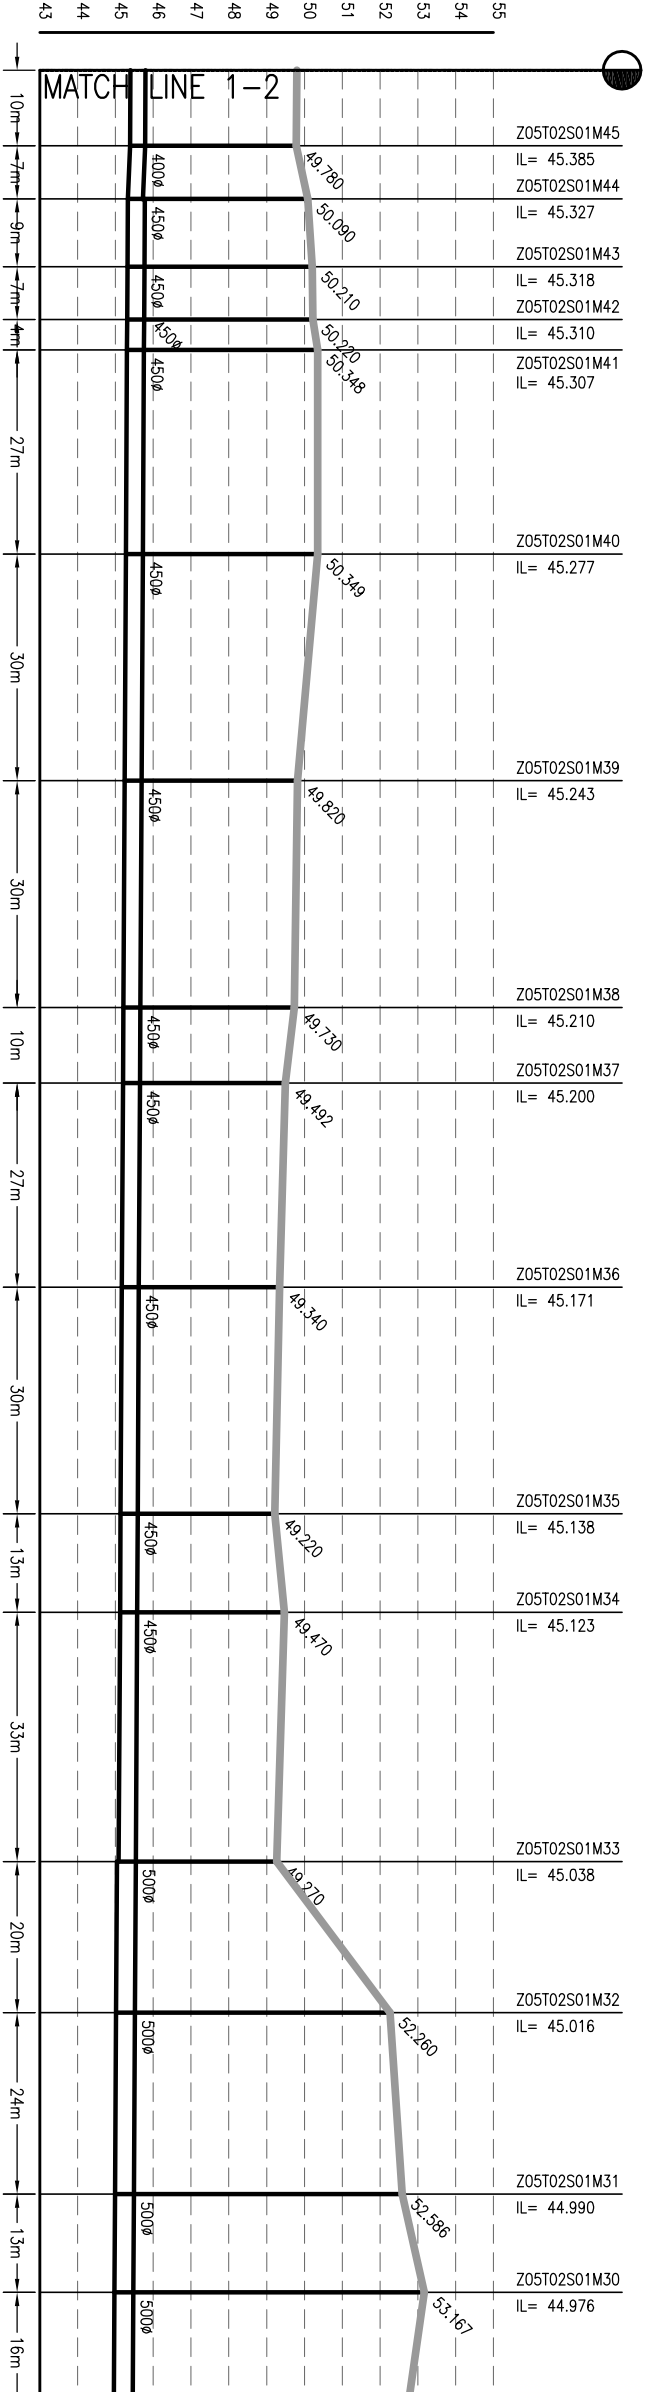 43 44 45 46 47 48 49 50 51 52 53 54 55
MATCH LINE 1-2
10m
Z05T02S01M45
IL= 45.385
49.780
400ø
7m
Z05T02S01M44
IL= 45.327
50.090
450ø
9m
Z05T02S01M43
IL= 45.318
50.210
450ø
7m
Z05T02S01M42
IL= 45.310
50.220
450ø
4m
Z05T02S01M41
IL= 45.307
50.348
450ø
27m
Z05T02S01M40
IL= 45.277
50.349
450ø
30m
Z05T02S01M39
IL= 45.243
49.820
450ø
30m
Z05T02S01M38
IL= 45.210
49.730
450ø
10m
Z05T02S01M37
IL= 45.200
49.492
450ø
27m
Z05T02S01M36
IL= 45.171
49.340
450ø
30m
Z05T02S01M35
IL= 45.138
49.220
450ø
13m
Z05T02S01M34
IL= 45.123
49.470
450ø
33m
Z05T02S01M33
IL= 45.038
49.270
500ø
20m
Z05T02S01M32
IL= 45.016
52.260
500ø
24m
Z05T02S01M31
IL= 44.990
52.586
500ø
13m
Z05T02S01M30
IL= 44.976
53.167
500ø
16m